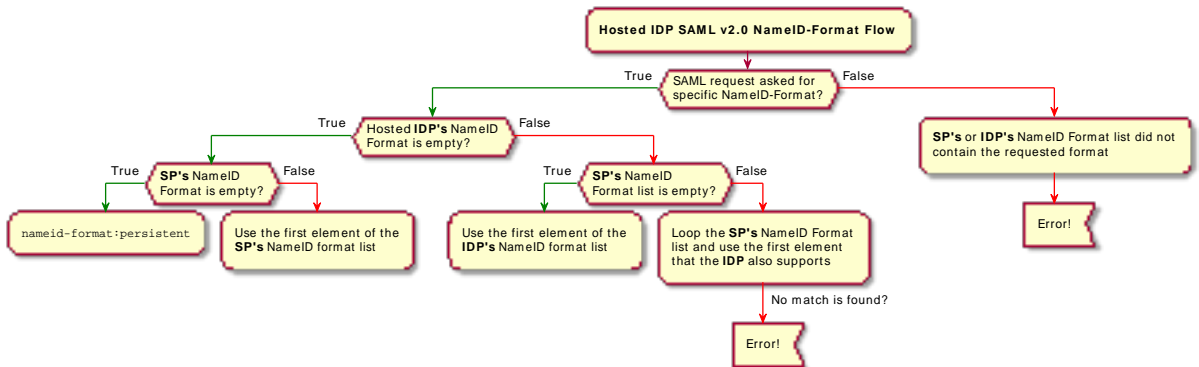 Hosted IDP SAML v2.0 NameID-Format Flow
True
SAML request asked for
specific NameID-Format?
False
True
Hosted IDP's NameID
Format is empty?
False
SP's or IDP's NameID Format list did not
contain the requested format
True
SP's NameID
Format is empty?
False
True
SP's NameID
Format list is empty?
False
nameid-format:persistent
Use the first element of the
SP's NameID format list
Use the first element of the
IDP's NameID format list
Loop the SP's NameID Format
list and use the first element
that the IDP also supports
Error!
No match is found?
Error!